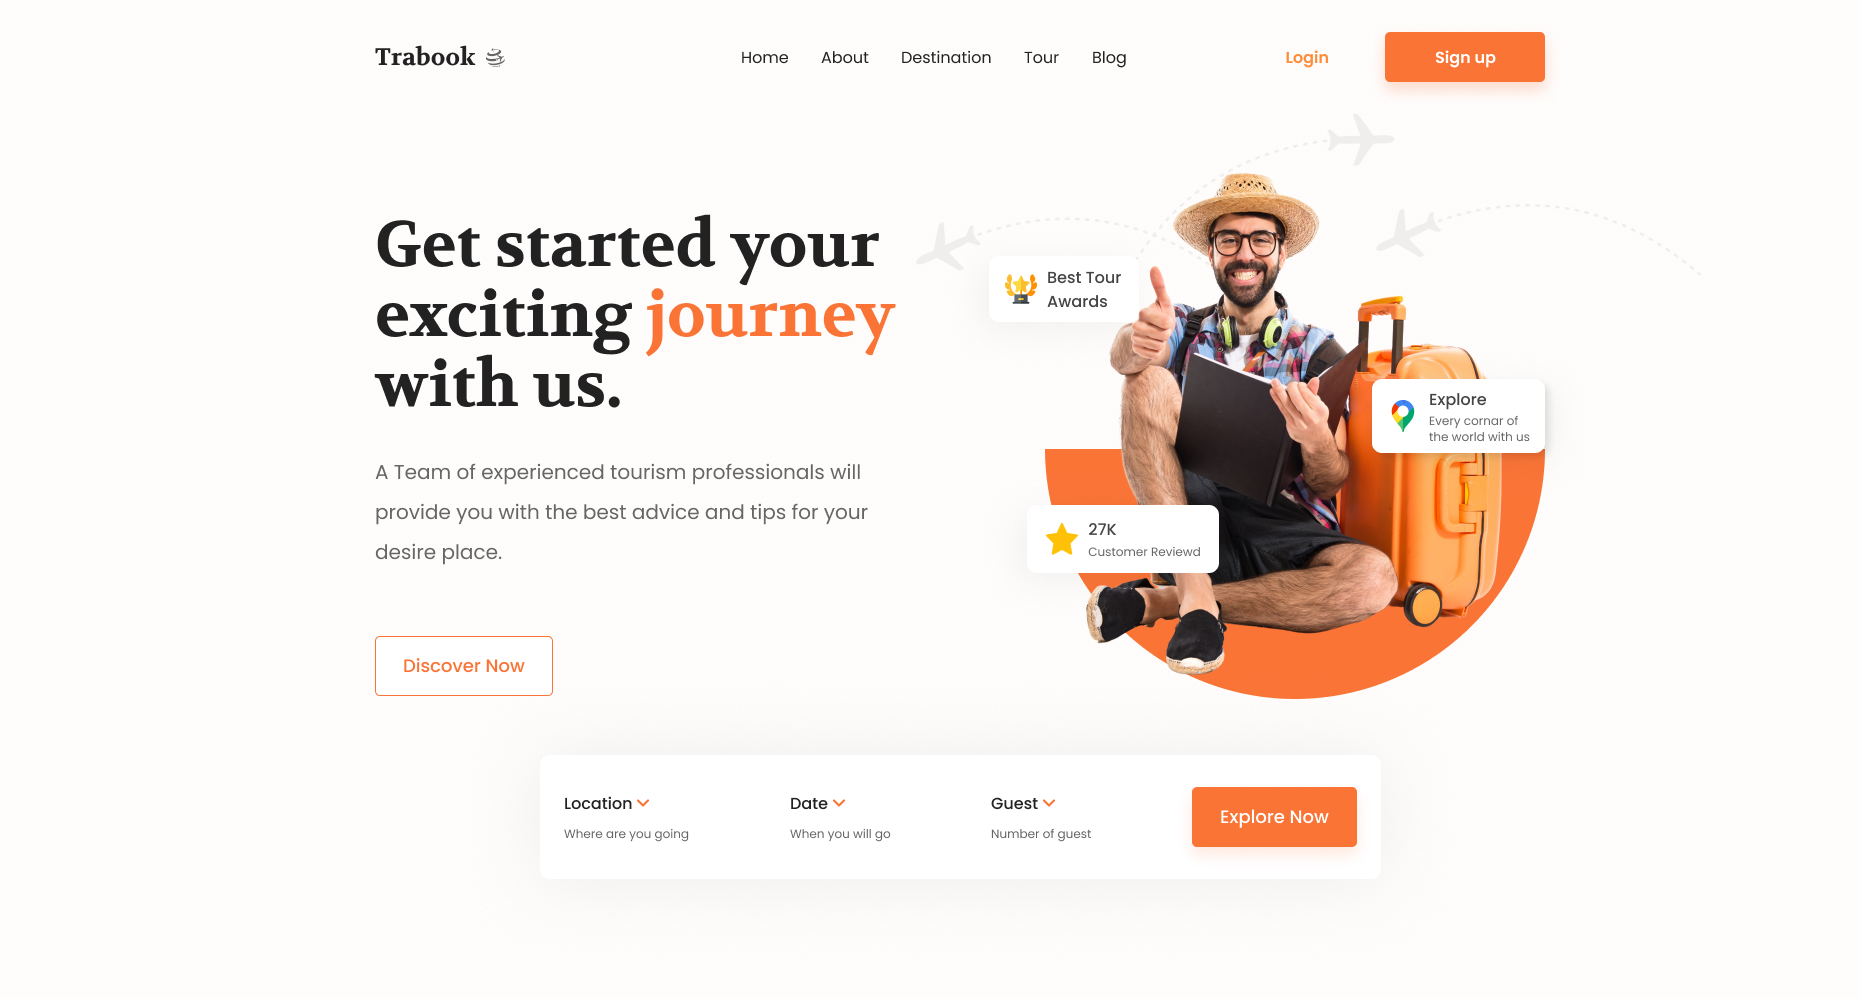 Trabook
Home About Destination Tour Blog
Login
Sign up
Get started your
exciting journey
with us.
A Team of experienced tourism professionals will
provide you with the best advice and tips for your
desire place.
Discover Now
Best Tour
Awards
Explore
Every cornar of
the world with us
27K
Customer Reviewd
Location
Where are you going
Date
When you will go
Guest
Number of guest
Explore Now